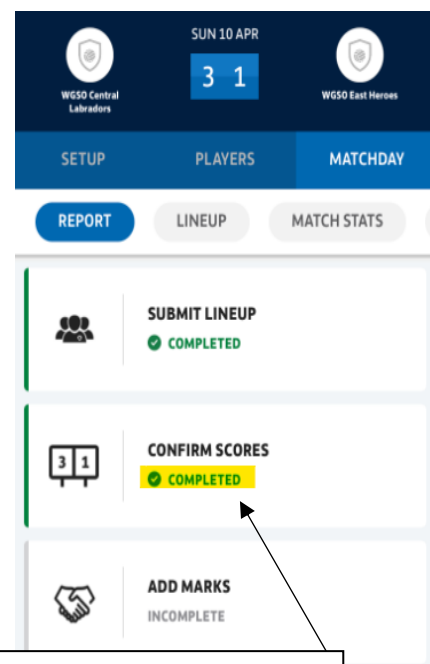 SUN 10 APR
3 1
WGSO Central
Labradors
WGSO East Heroes
SETUP PLAYERS MATCHDAY
REPORT LINEUP MATCH STATS
SUBMIT LINEUP
COMPLETED
3 1
CONFIRM SCORES
COMPLETED
ADD MARKS
INCOMPLETE